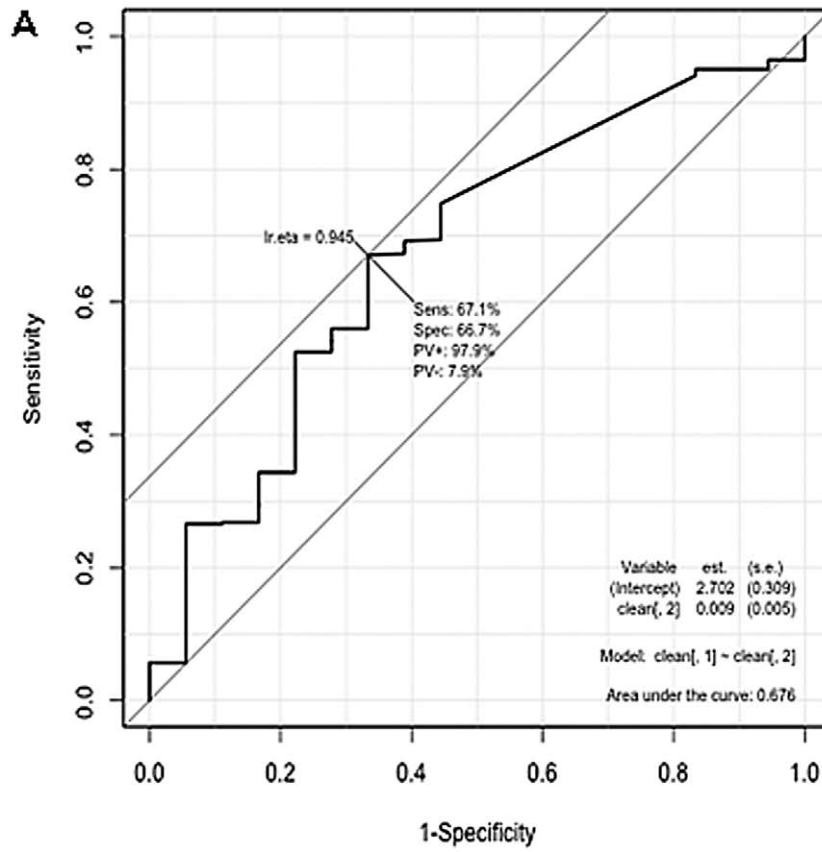 A
1.0
0.8
0.6
0.4
0.2
0.0
Sensitivity
lr.eta = 0.945
Sens: 67.1%
Spec: 66.7%
PV+: 97.9%
PV-: 7.9%
Variable est. (s.e.)
(Intercept) 2.702 (0.309)
clean[, 2] 0.009 (0.005)
Model: clean[, 1] ~ clean[, 2]
Area under the curve: 0.676
0.0 0.2 0.4 0.6 0.8 1.0
1-Specificity